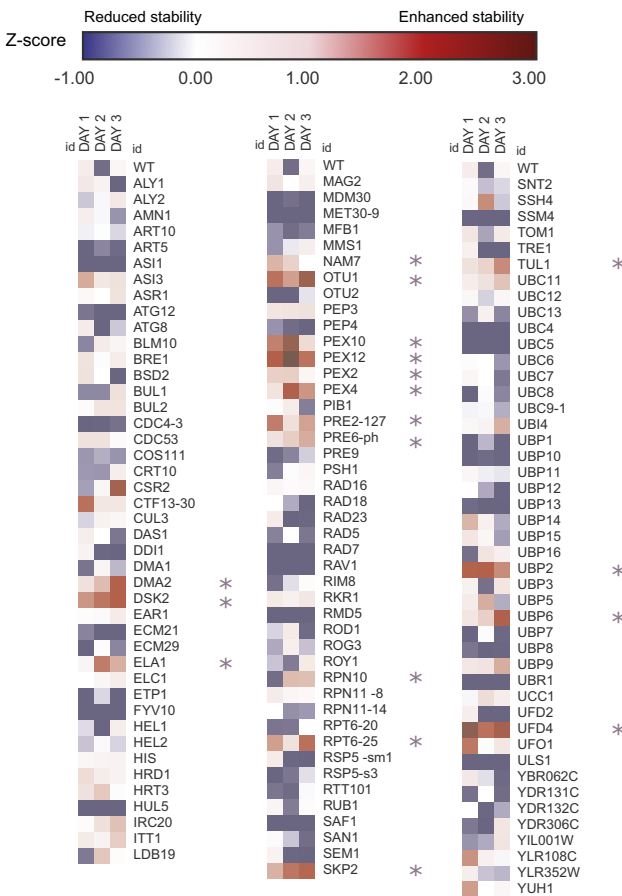 Reduced stability Enhanced stability
Z-score
-1.00 0.00 1.00 2.00 3.00
id DAY 1 DAY 2 DAY 3 id
WT
ALY1
ALY2
AMN1
ART10
ART5
ASI1
ASI3
ASR1
ATG12
ATG8
BLM10
BRE1
BSD2
BUL1
BUL2
CDC4-3
CDC53
COS111
CRT10
CSR2
CTF13-30
CUL3
DAS1
DDI1
DMA1
DMA2 *
DSK2 *
EAR1
ECM21
ECM29
ELA1 *
ELC1
ETP1
FYV10
HEL1
HEL2
HIS
HRD1
HRT3
HUL5
IRC20
ITT1
LDB19
id DAY 1 DAY 2 DAY 3 id
WT
MAG2
MDM30
MET30-9
MFB1
MMS1
NAM7 *
OTU1 *
OTU2
PEP3
PEP4
PEX10 *
PEX12 *
PEX2 *
PEX4 *
PIB1
PRE2-127 *
PRE6-ph *
PRE9
PSH1
RAD16
RAD18
RAD23
RAD5
RAD7
RAV1
RIM8
RKR1
RMD5
ROD1
ROG3
ROY1
RPN10 *
RPN11 -8
RPN11-14
RPT6-20
RPT6-25 *
RSP5 -sm1
RSP5-s3
RTT101
RUB1
SAF1
SAN1
SEM1
SKP2 *
id DAY 1 DAY 2 DAY 3 id
WT
SNT2
SSH4
SSM4
TOM1
TRE1
TUL1 *
UBC11
UBC12
UBC13
UBC4
UBC5
UBC6
UBC7
UBC8
UBC9-1
UBI4
UBP1
UBP10
UBP11
UBP12
UBP13
UBP14
UBP15
UBP16
UBP2 *
UBP3
UBP5
UBP6 *
UBP7
UBP8
UBP9
UBR1
UCC1
UFD2
UFD4 *
UFO1
ULS1
YBR062C
YDR131C
YDR132C
YDR306C
YIL001W
YLR108C
YLR352W
YUH1